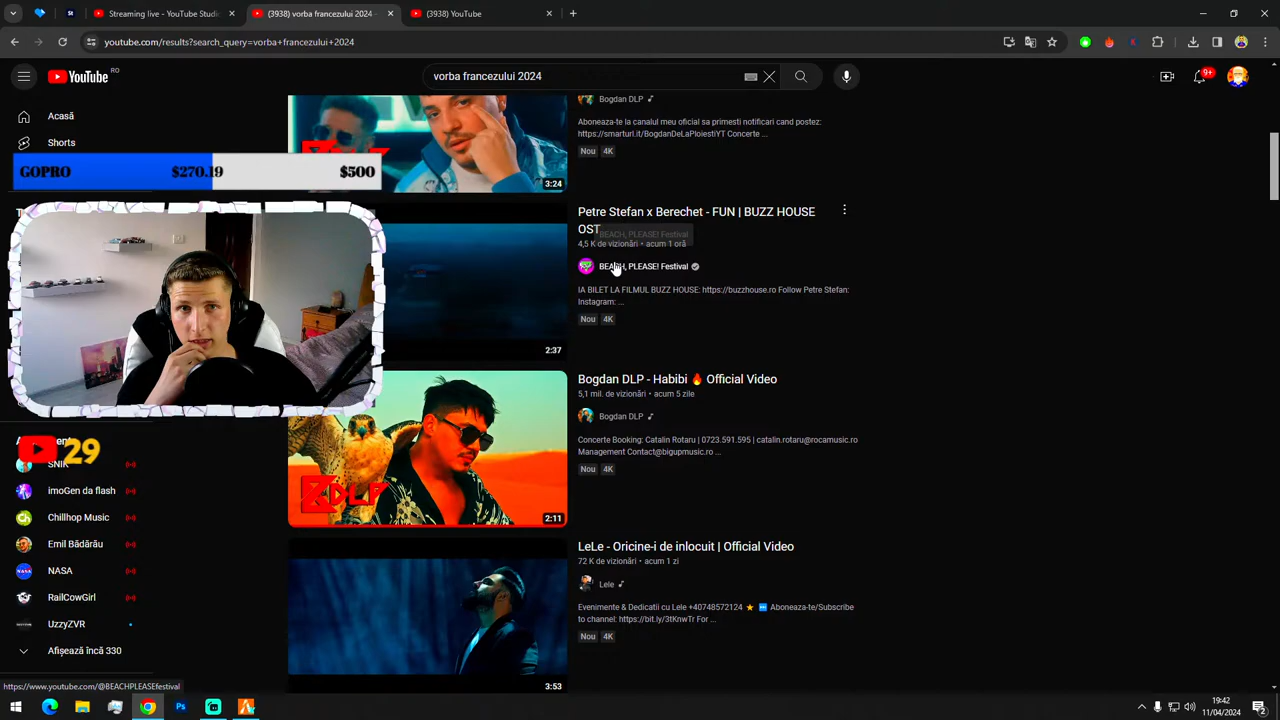 Streaming live - YouTube Studi
(3938) vorba francezului 2024 -
(3938) YouTube
youtube.com/results?search_query=vorba+francezului+2024
YouTube RO
vorba francezului 2024
9+
Acasă
Shorts
GOPRO $270.19 $500
29
SNIK
imoGen da flash
Chillhop Music
Emil Bădărău
NASA
RailCowGirl
UzzyZVR
Afișează încă 330
3:24
Bogdan DLP
Aboneaza-te la canalul meu oficial sa primesti notificari cand postez:
https://smarturl.it/BogdanDeLaPloiestiYT Concerte ...
Nou 4K
2:37
Petre Stefan x Berechet - FUN | BUZZ HOUSE
OST
BEACH, PLEASE! Festival
4,5 K de vizionări • acum 1 oră
BEACH, PLEASE! Festival
IA BILET LA FILMUL BUZZ HOUSE: https://buzzhouse.ro Follow Petre Stefan:
Instagram: ...
Nou 4K
DLP
2:11
Bogdan DLP - Habibi 🔥 Official Video
5,1 mil. de vizionări • acum 5 zile
Bogdan DLP
Concerte Booking: Catalin Rotaru | 0723.591.595 | catalin.rotaru@rocamusic.ro
Management Contact@bigupmusic.ro ...
Nou 4K
3:53
LeLe - Oricine-i de inlocuit | Official Video
72 K de vizionări • acum 1 zi
Lele
Evenimente & Dedicatii cu Lele +40748572124 ⭐ Aboneaza-te/Subscribe
to channel: https://bit.ly/3tKnwTr For ...
Nou 4K
https://www.youtube.com/@BEACHPLEASEfestival
19:42
11/04/2024